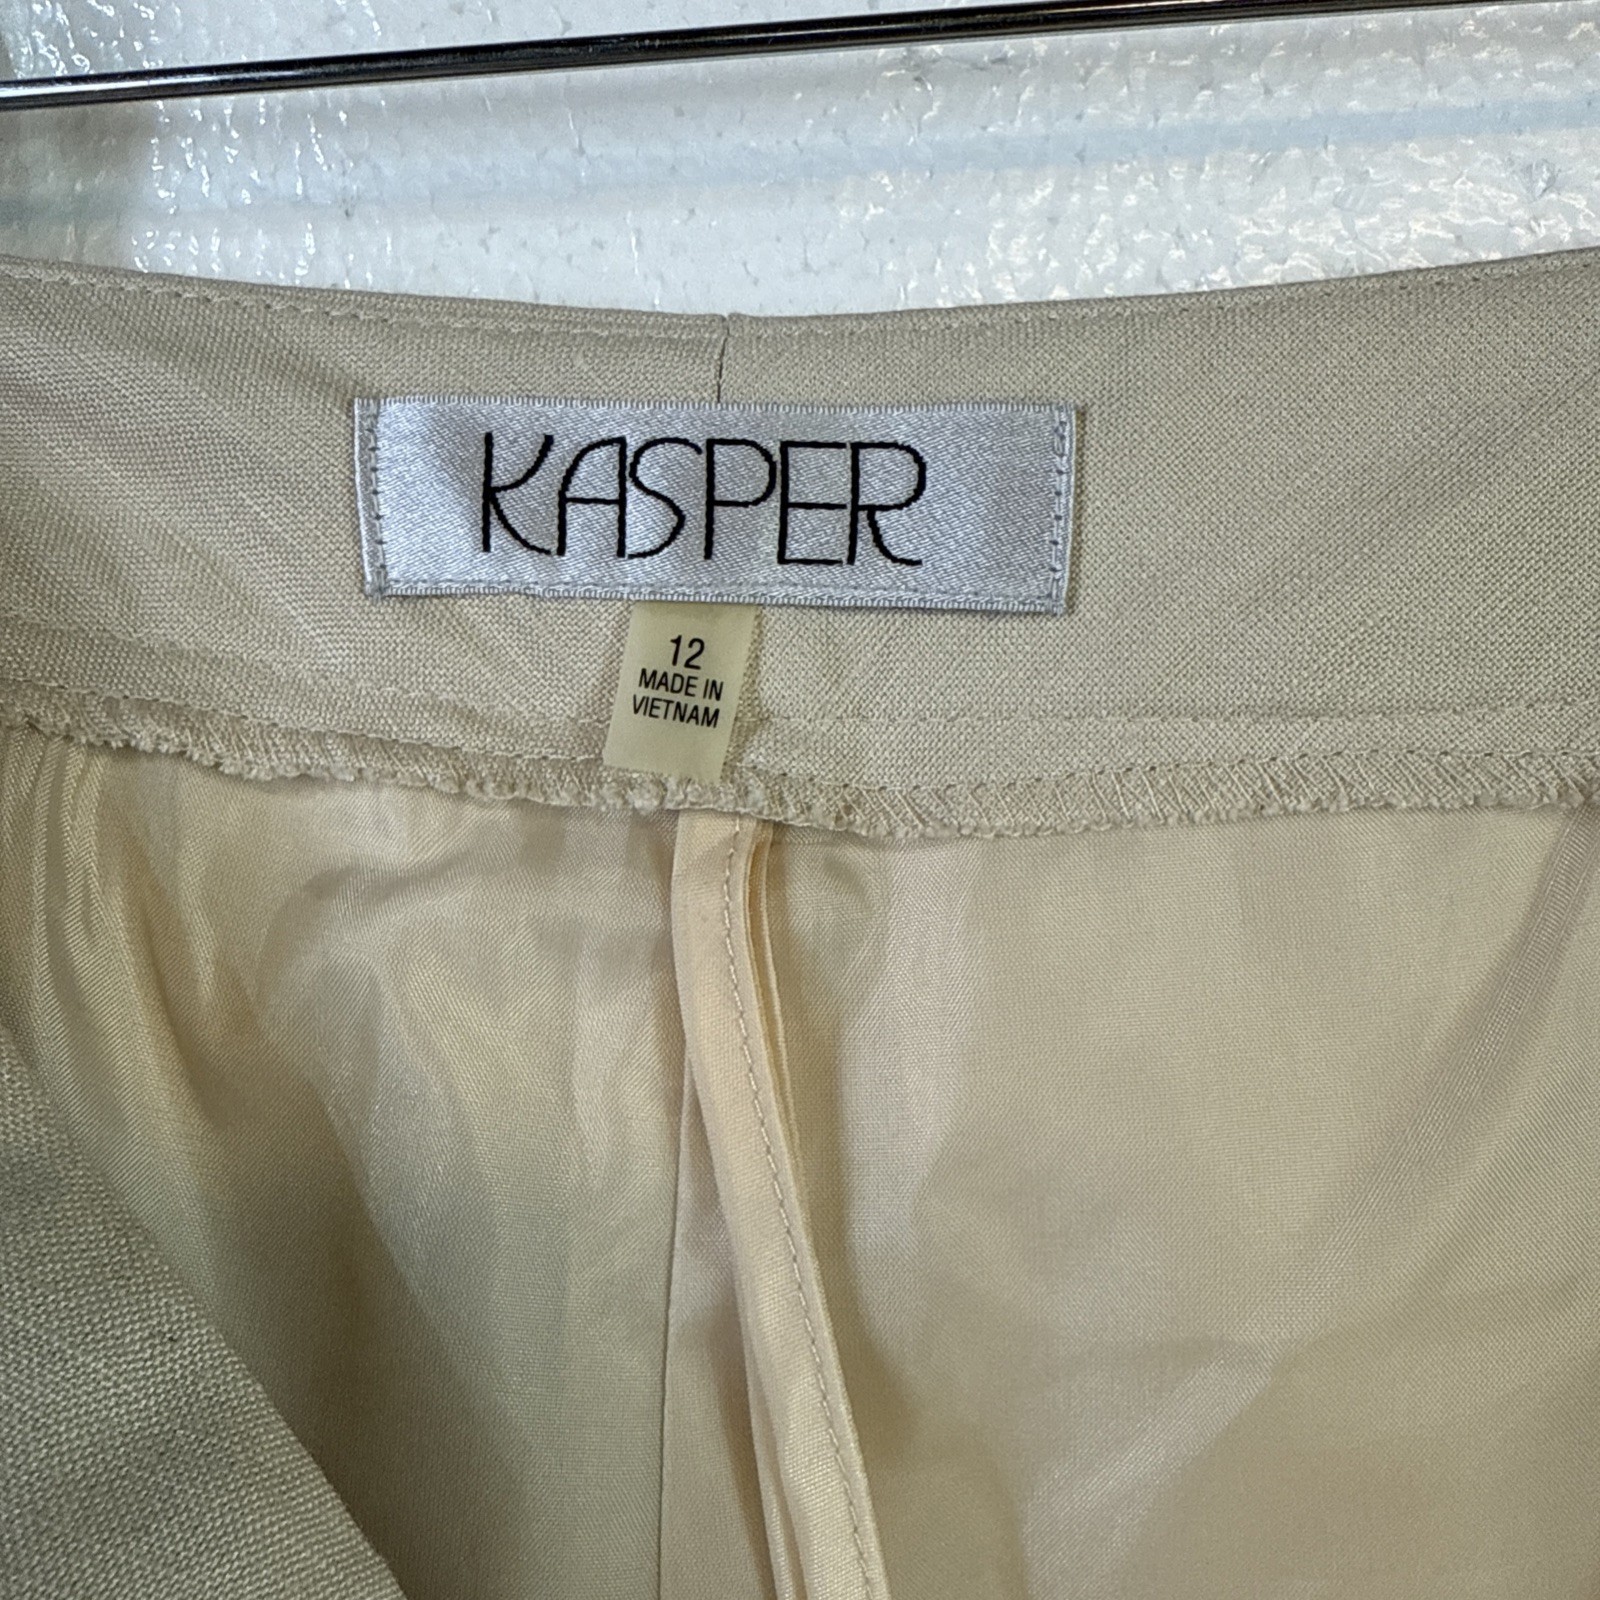 KASPER
12
MADE IN
VIETNAM